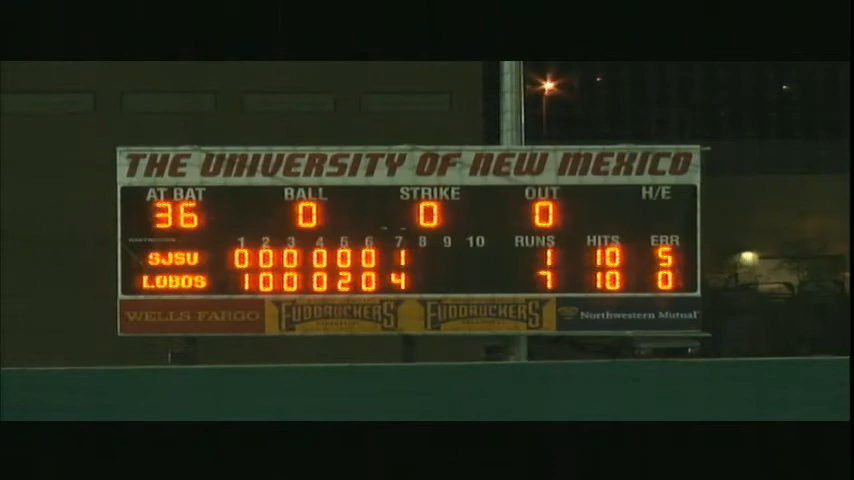 THE UNIVERSITY OF NEW MEXICO
AT BAT BALL STRIKE OUT H/E
36 0 0 0
1 2 3 4 5 6 7 8 9 10 RUNS HITS ERR
SJSU 0 0 0 0 0 0 1 1 10 5
LOBOS 1 0 0 0 2 0 4 7 10 0
WELLS FARGO FUDDRUCKERS FUDDRUCKERS Northwestern Mutual